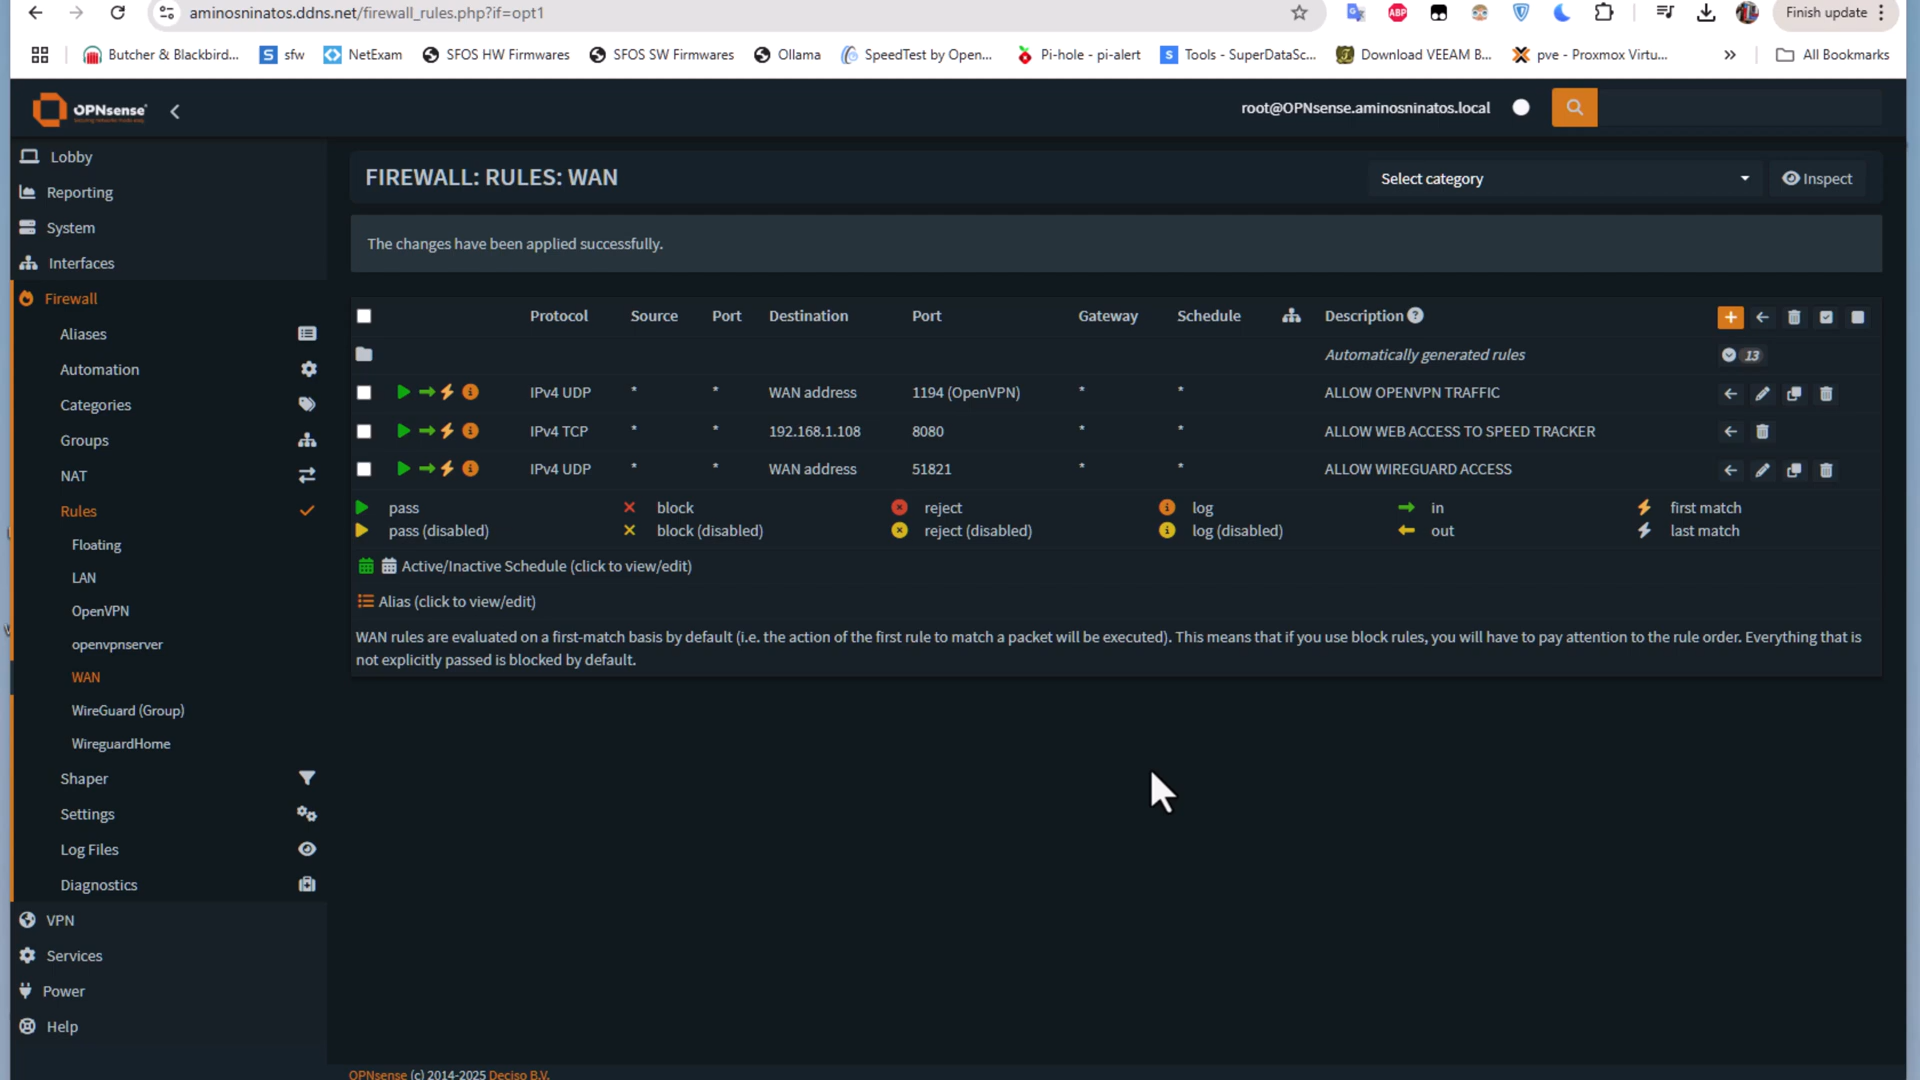 aminosninatos.ddns.net/firewall_rules.php?if=opt1
ABP
Finish update
Butcher & Blackbird...
S sfw
NetExam
SFOS HW Firmwares
SFOS SW Firmwares
Ollama
SpeedTest by Open...
Pi-hole - pi-alert
S Tools - SuperDataSc...
Download VEEAM B...
pve - Proxmox Virtu...
»
All Bookmarks
OPNsense
root@OPNsense.aminosninatos.local
Lobby
Reporting
System
Interfaces
Firewall
Aliases
Automation
Categories
Groups
NAT
Rules
Floating
LAN
OpenVPN
openvpnserver
WAN
WireGuard (Group)
WireguardHome
Shaper
Settings
Log Files
Diagnostics
VPN
Services
Power
Help
FIREWALL: RULES: WAN
Select category
Inspect
The changes have been applied successfully.
Protocol Source Port Destination Port Gateway Schedule Description
Automatically generated rules 13
IPv4 UDP * * WAN address 1194 (OpenVPN) * * ALLOW OPENVPN TRAFFIC
IPv4 TCP * * 192.168.1.108 8080 * * ALLOW WEB ACCESS TO SPEED TRACKER
IPv4 UDP * * WAN address 51821 * * ALLOW WIREGUARD ACCESS
pass block reject log in first match
pass (disabled) block (disabled) reject (disabled) log (disabled) out last match
Active/Inactive Schedule (click to view/edit)
Alias (click to view/edit)
WAN rules are evaluated on a first-match basis by default (i.e. the action of the first rule to match a packet will be executed). This means that if you use block rules, you will have to pay attention to the rule order. Everything that is
not explicitly passed is blocked by default.
OPNsense (c) 2014-2025 Deciso B.V.